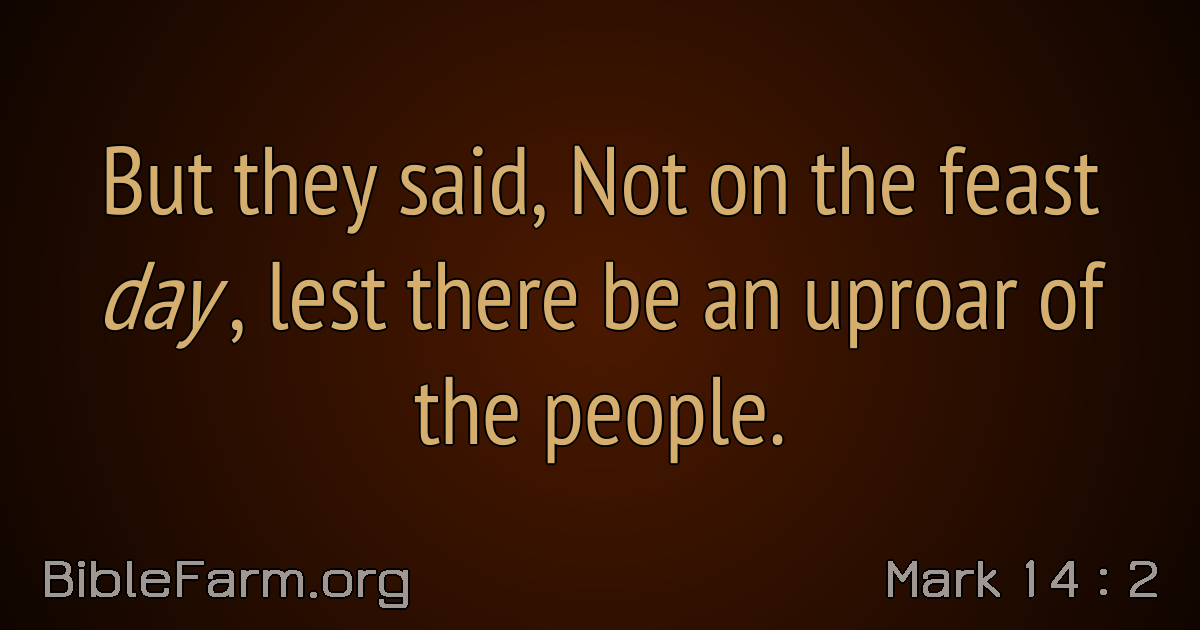 But they said, Not on the feast
day, lest there be an uproar of
the people.
BibleFarm.org
Mark 14 : 2